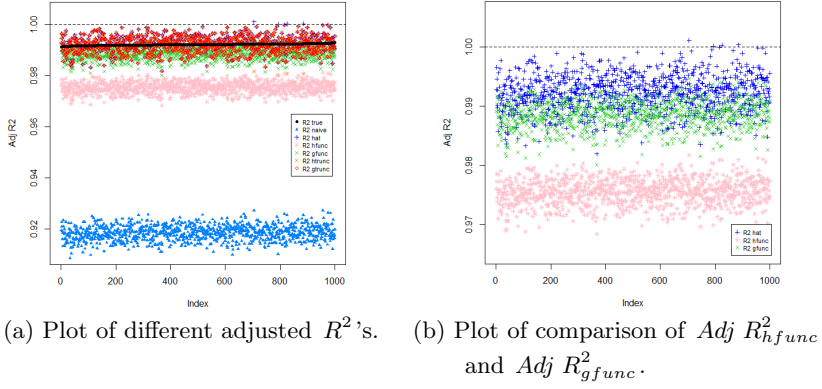 1.00
0.98
0.96
0.94
0.92
Adj R2
R2 true
R2 naive
R2 hat
R2 hfunc
R2 gfunc
R2 htrunc
R2 gtrunc
0 200 400 600 800 1000
Index
(a) Plot of different adjusted R²'s.
1.00
0.99
0.98
0.97
Adj R2
R2 hat
R2 hfunc
R2 gfunc
0 200 400 600 800 1000
Index
(b) Plot of comparison of Adj R²hfunc
and Adj R²gfunc.